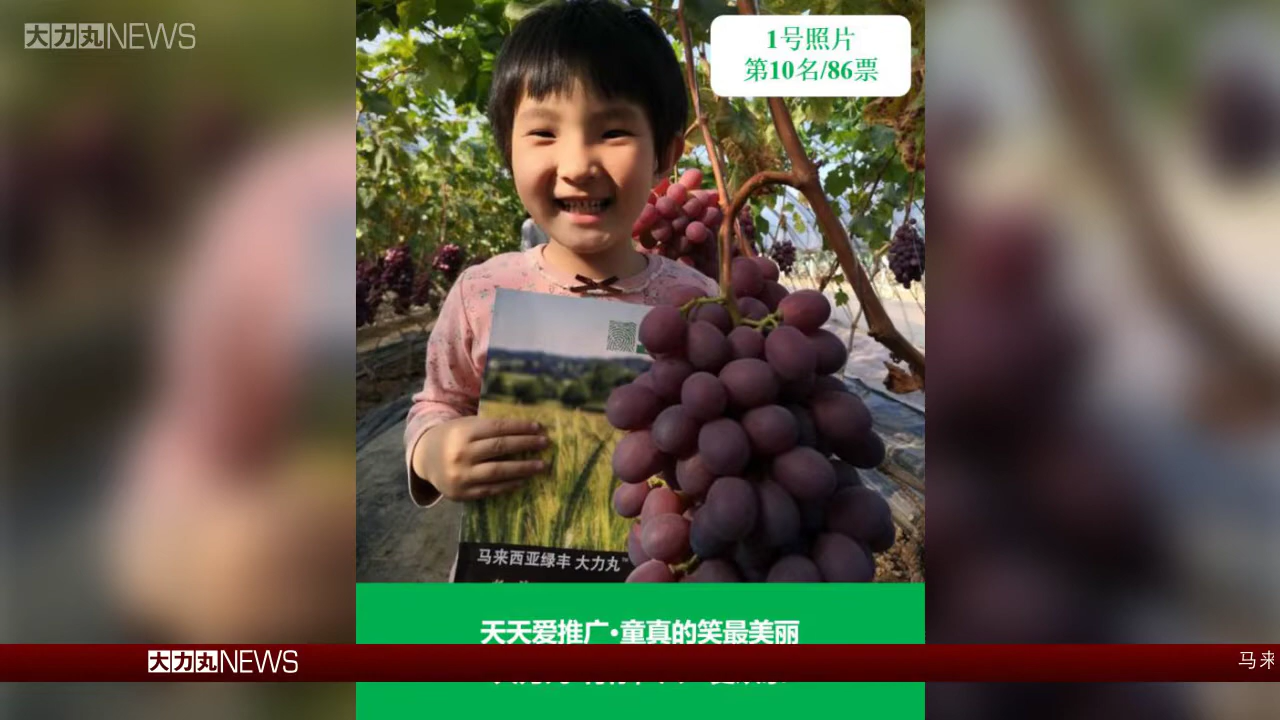 大力丸NEWS
1号照片
第10名/86票
马来西亚绿丰 大力丸™
天天爱推广·童真的笑最美丽
大力丸NEWS
马来